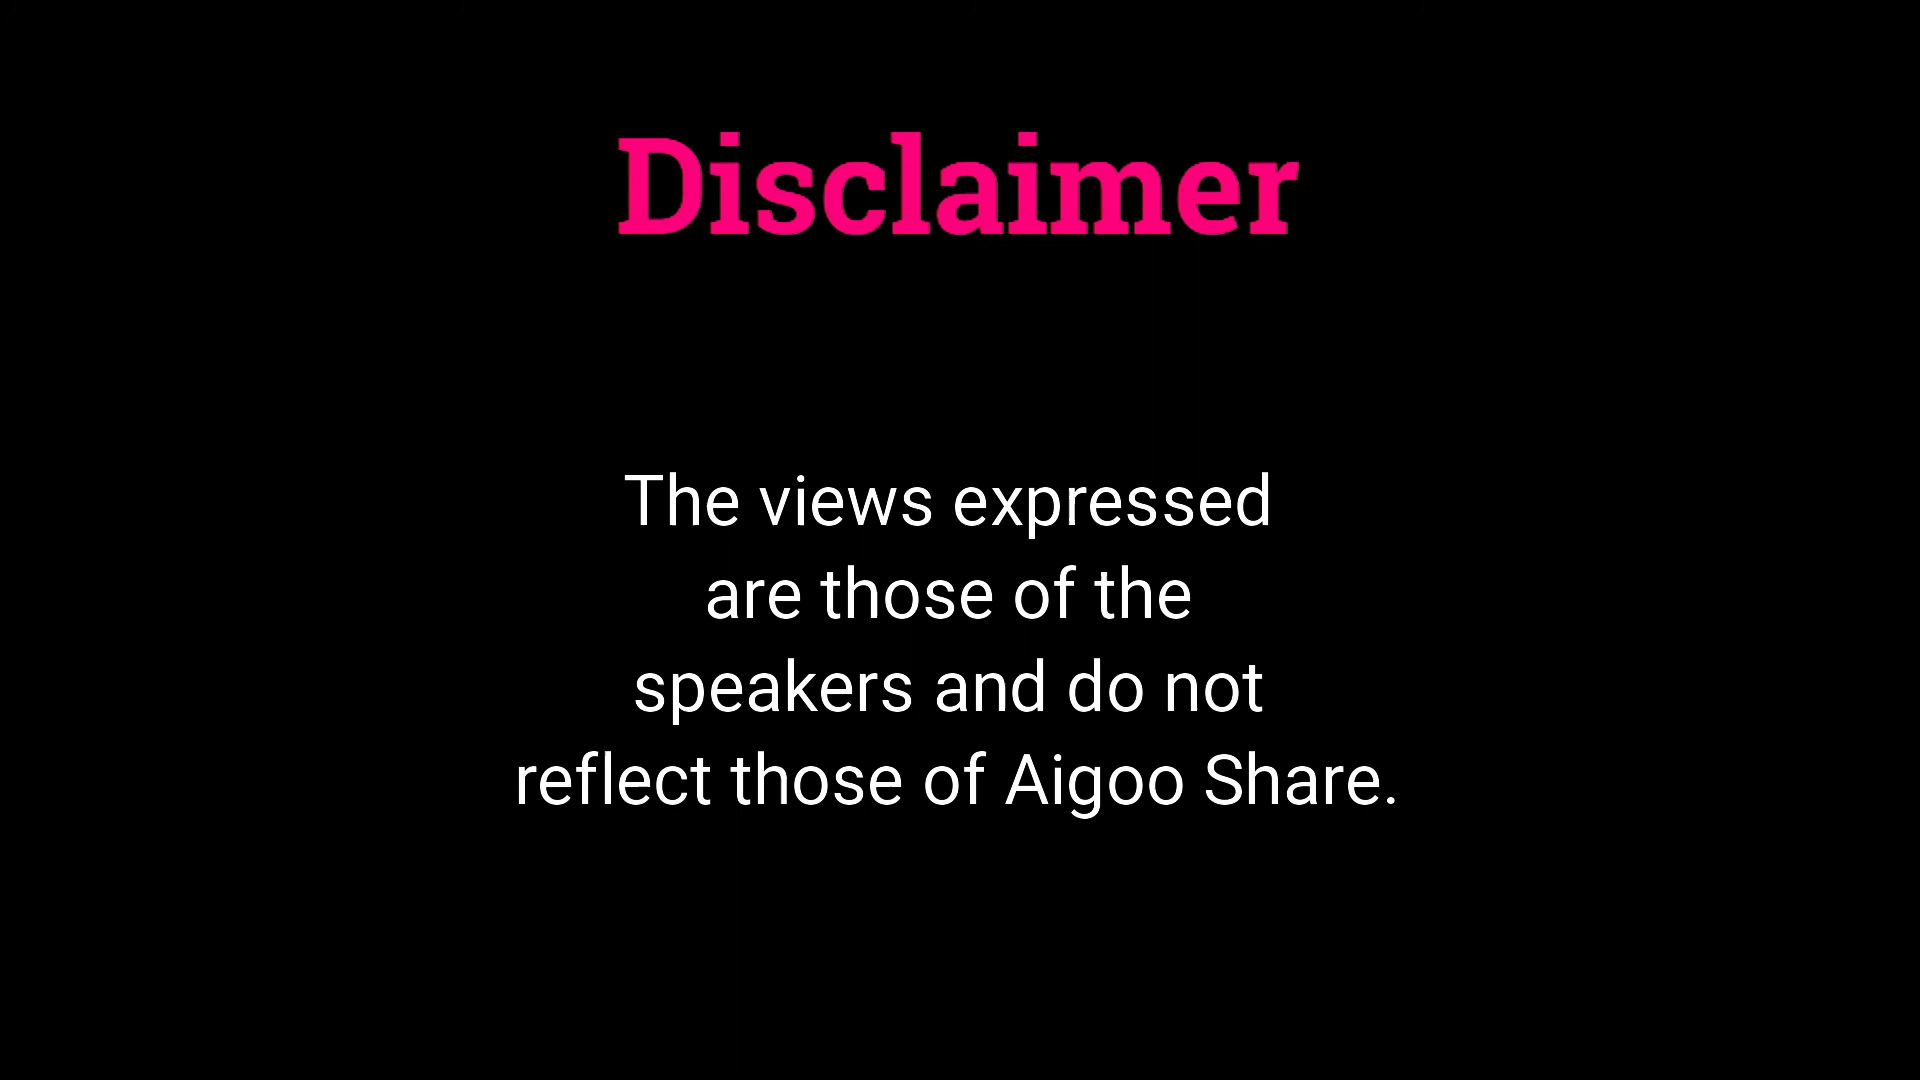 Disclaimer
The views expressed
are those of the
speakers and do not
reflect those of Aigoo Share.